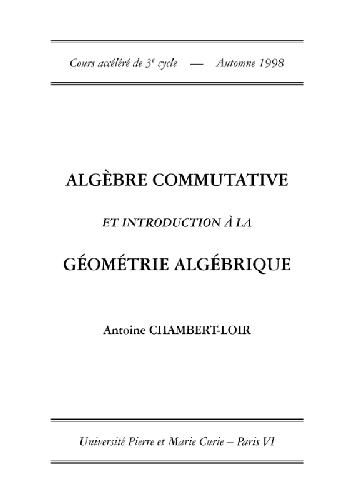 Cours accéléré de 3ᵉ cycle — Automne 1998
ALGÈBRE COMMUTATIVE
ET INTRODUCTION À LA
GÉOMÉTRIE ALGÉBRIQUE
Antoine CHAMBERT-LOIR
Université Pierre et Marie Curie – Paris VI